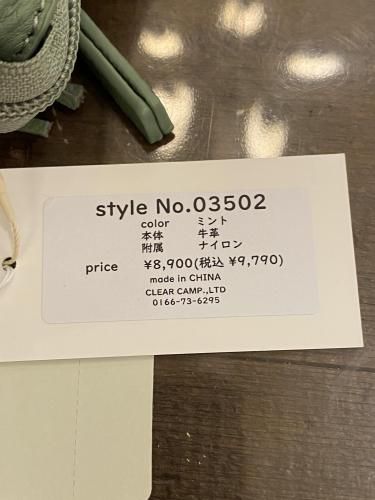 style No.03502
color ミント
本体 牛革
附属 ナイロン
price ¥8,900(税込 ¥9,790)
made in CHINA
CLEAR CAMP.,LTD
0166-73-6295